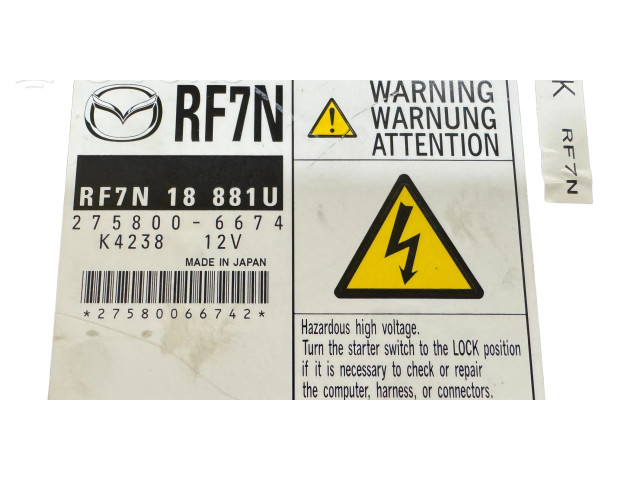 RF7N
RF7N 18 881U
275800-6674
K4238 12V
MADE IN JAPAN
*27580066742*
WARNING
WARNUNG
ATTENTION
Hazardous high voltage.
Turn the starter switch to the LOCK position
if it is necessary to check or repair
the computer, harness, or connectors.
K RF7N